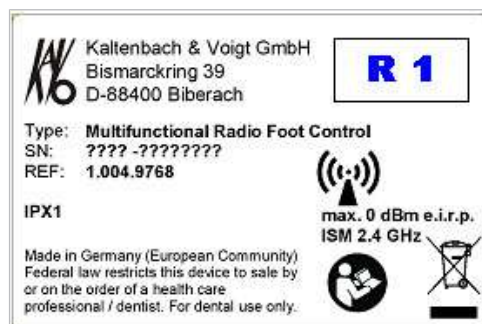 KAVO
Kaltenbach & Voigt GmbH
Bismarckring 39
D-88400 Biberach
R 1
Type: Multifunctional Radio Foot Control
SN: ???? -????????
REF: 1.004.9768
IPX1
max. 0 dBm e.i.r.p.
ISM 2.4 GHz
Made in Germany (European Community)
Federal law restricts this device to sale by
or on the order of a health care
professional / dentist. For dental use only.